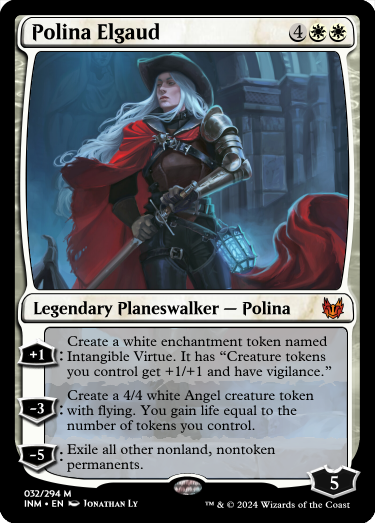 Polina Elgaud 4
Legendary Planeswalker — Polina
+1: Create a white enchantment token named
Intangible Virtue. It has “Creature tokens
you control get +1/+1 and have vigilance.”
-3: Create a 4/4 white Angel creature token
with flying. You gain life equal to the
number of tokens you control.
-5: Exile all other nonland, nontoken
permanents.
5
032/294 M
INM • EN Jonathan Ly
™ & © 2024 Wizards of the Coast